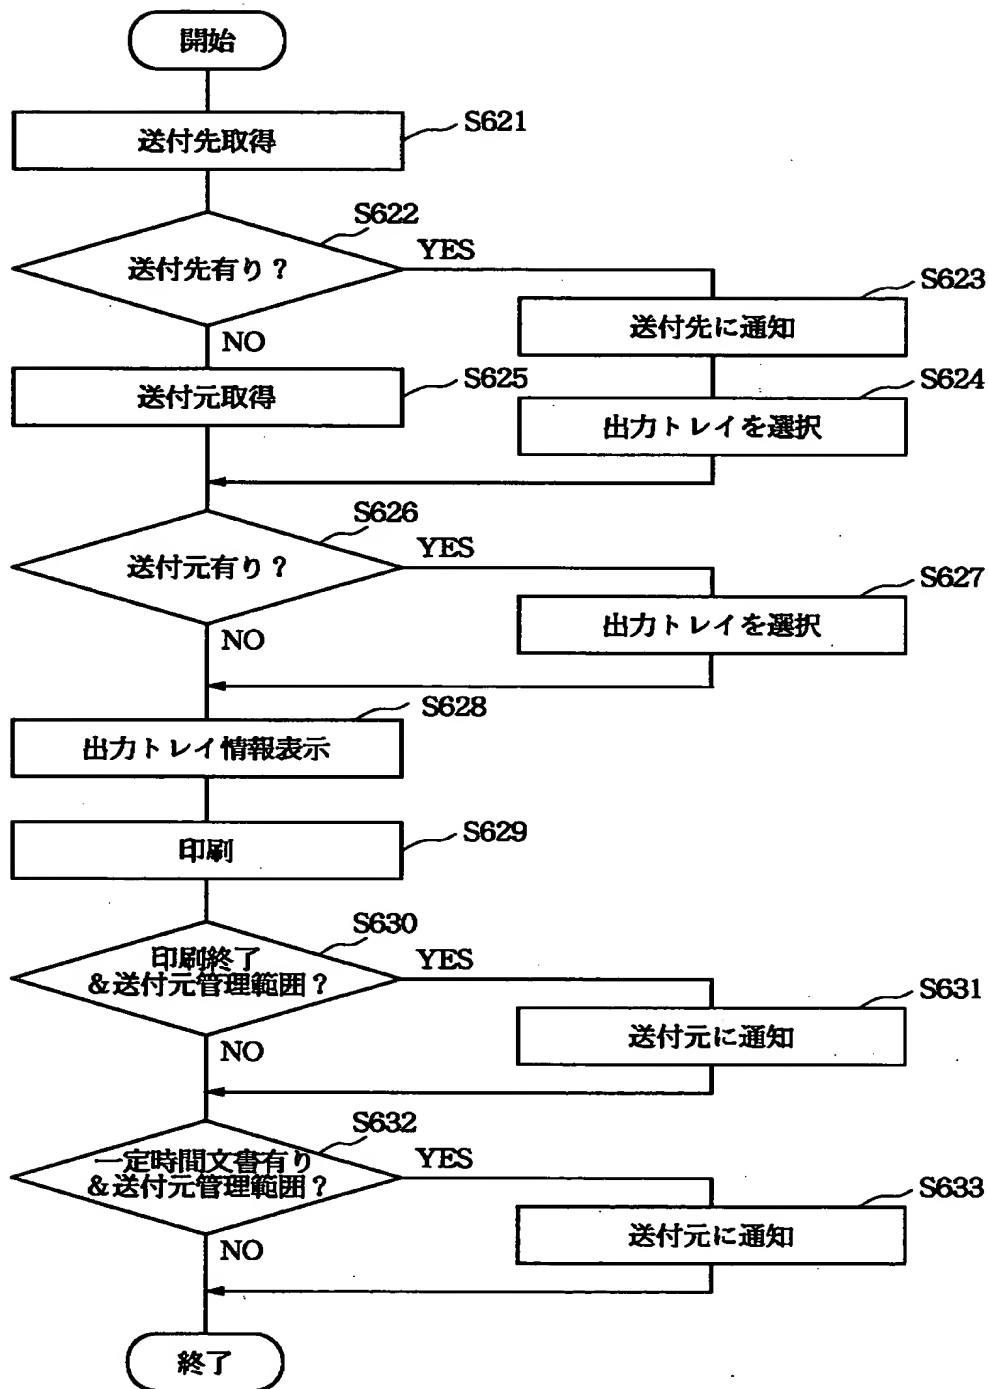 開始
送付先取得
S621
送付先有り？
S622
YES
NO
送付先に通知
S623
出力トレイを選択
S624
送付元取得
S625
送付元有り？
S626
YES
NO
出力トレイを選択
S627
出力トレイ情報表示
S628
印刷
S629
印刷終了
＆送付元管理範囲？
S630
YES
NO
送付元に通知
S631
一定時間文書有り
＆送付元管理範囲？
S632
YES
NO
送付元に通知
S633
終了